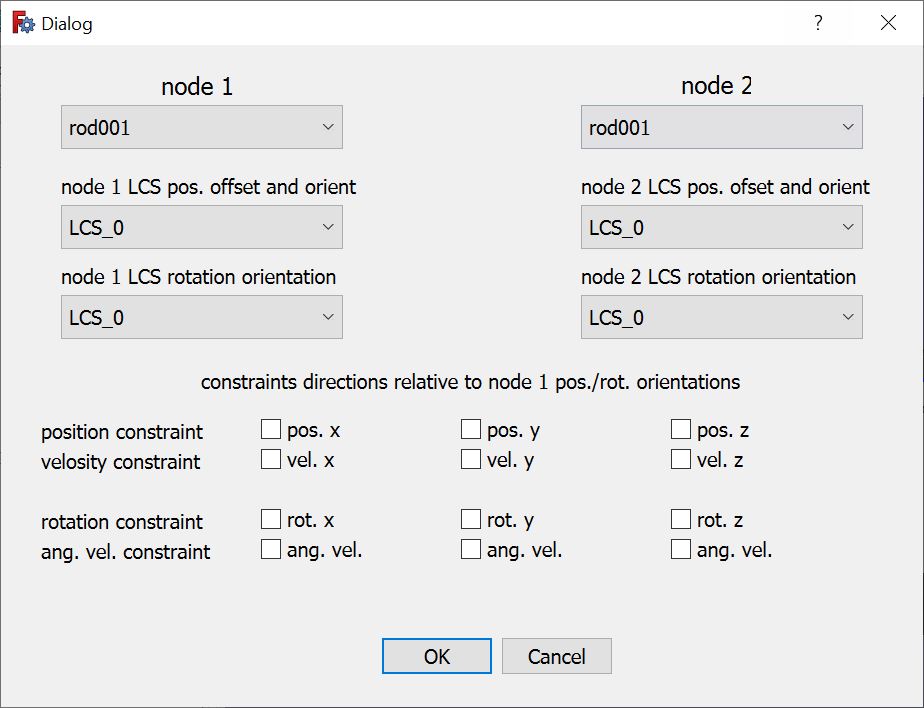 Dialog ?
node 1 node 2
rod001 rod001
node 1 LCS pos. offset and orient node 2 LCS pos. ofset and orient
LCS_0 LCS_0
node 1 LCS rotation orientation node 2 LCS rotation orientation
LCS_0 LCS_0
constraints directions relative to node 1 pos./rot. orientations
position constraint pos. x pos. y pos. z
velosity constraint vel. x vel. y vel. z
rotation constraint rot. x rot. y rot. z
ang. vel. constraint ang. vel. ang. vel. ang. vel.
OK Cancel